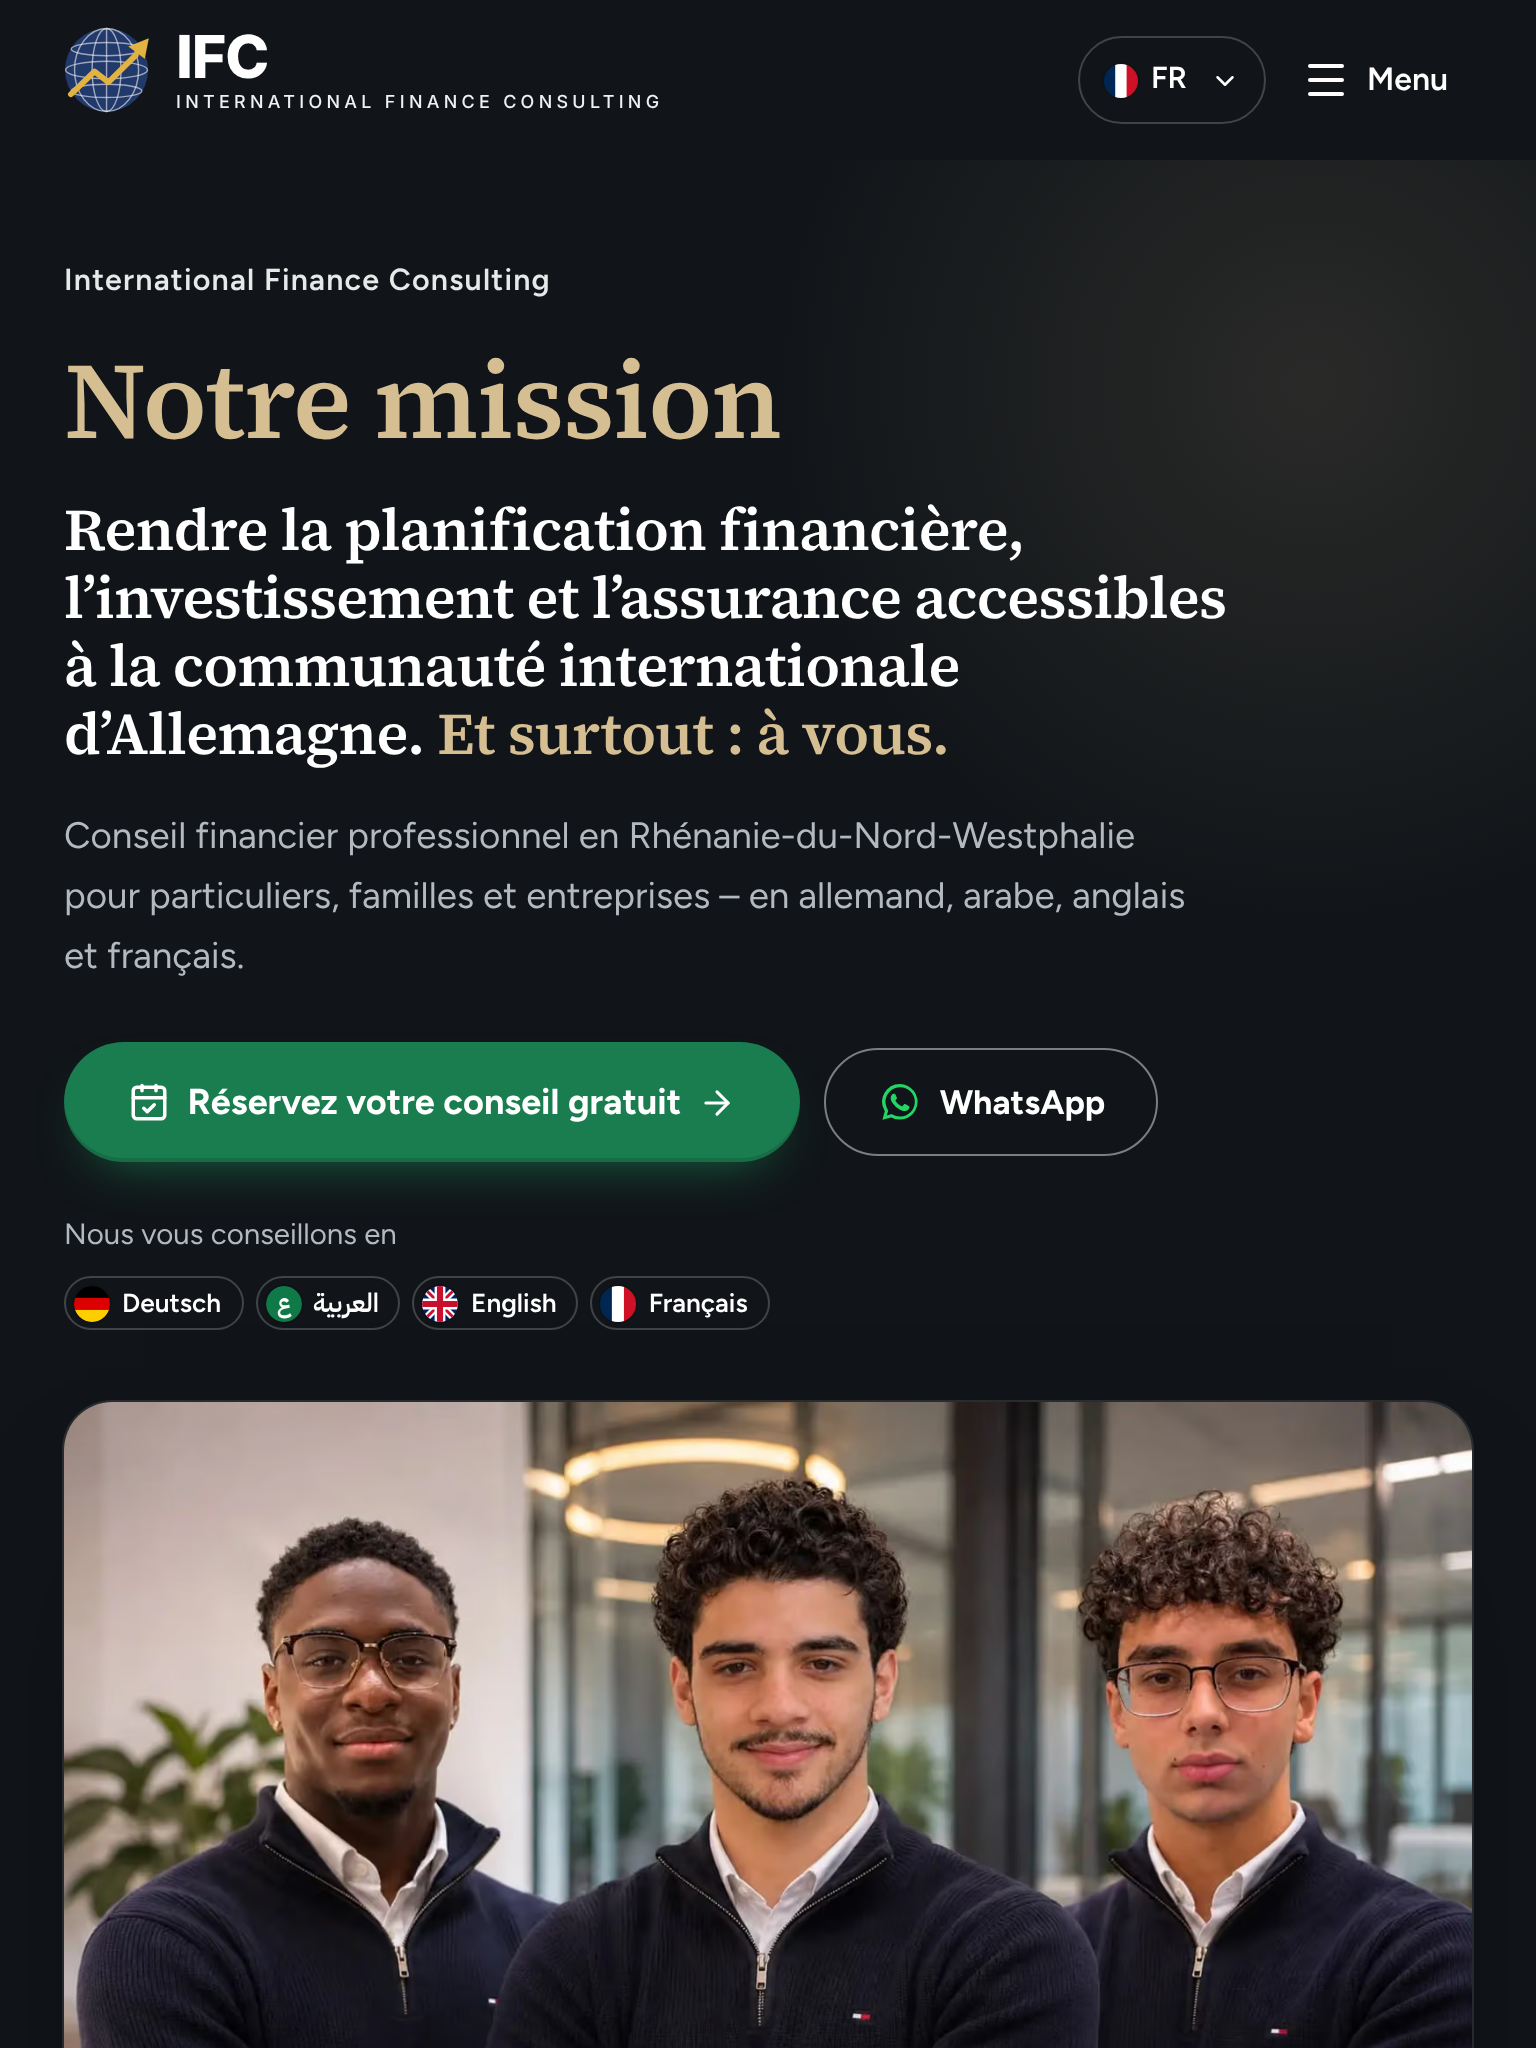 IFC
INTERNATIONAL FINANCE CONSULTING
FR
Menu
International Finance Consulting
Notre mission
Rendre la planification financière,
l’investissement et l’assurance accessibles
à la communauté internationale
d’Allemagne. Et surtout : à vous.
Conseil financier professionnel en Rhénanie-du-Nord-Westphalie
pour particuliers, familles et entreprises – en allemand, arabe, anglais
et français.
Réservez votre conseil gratuit →
WhatsApp
Nous vous conseillons en
Deutsch
ع العربية
English
Français